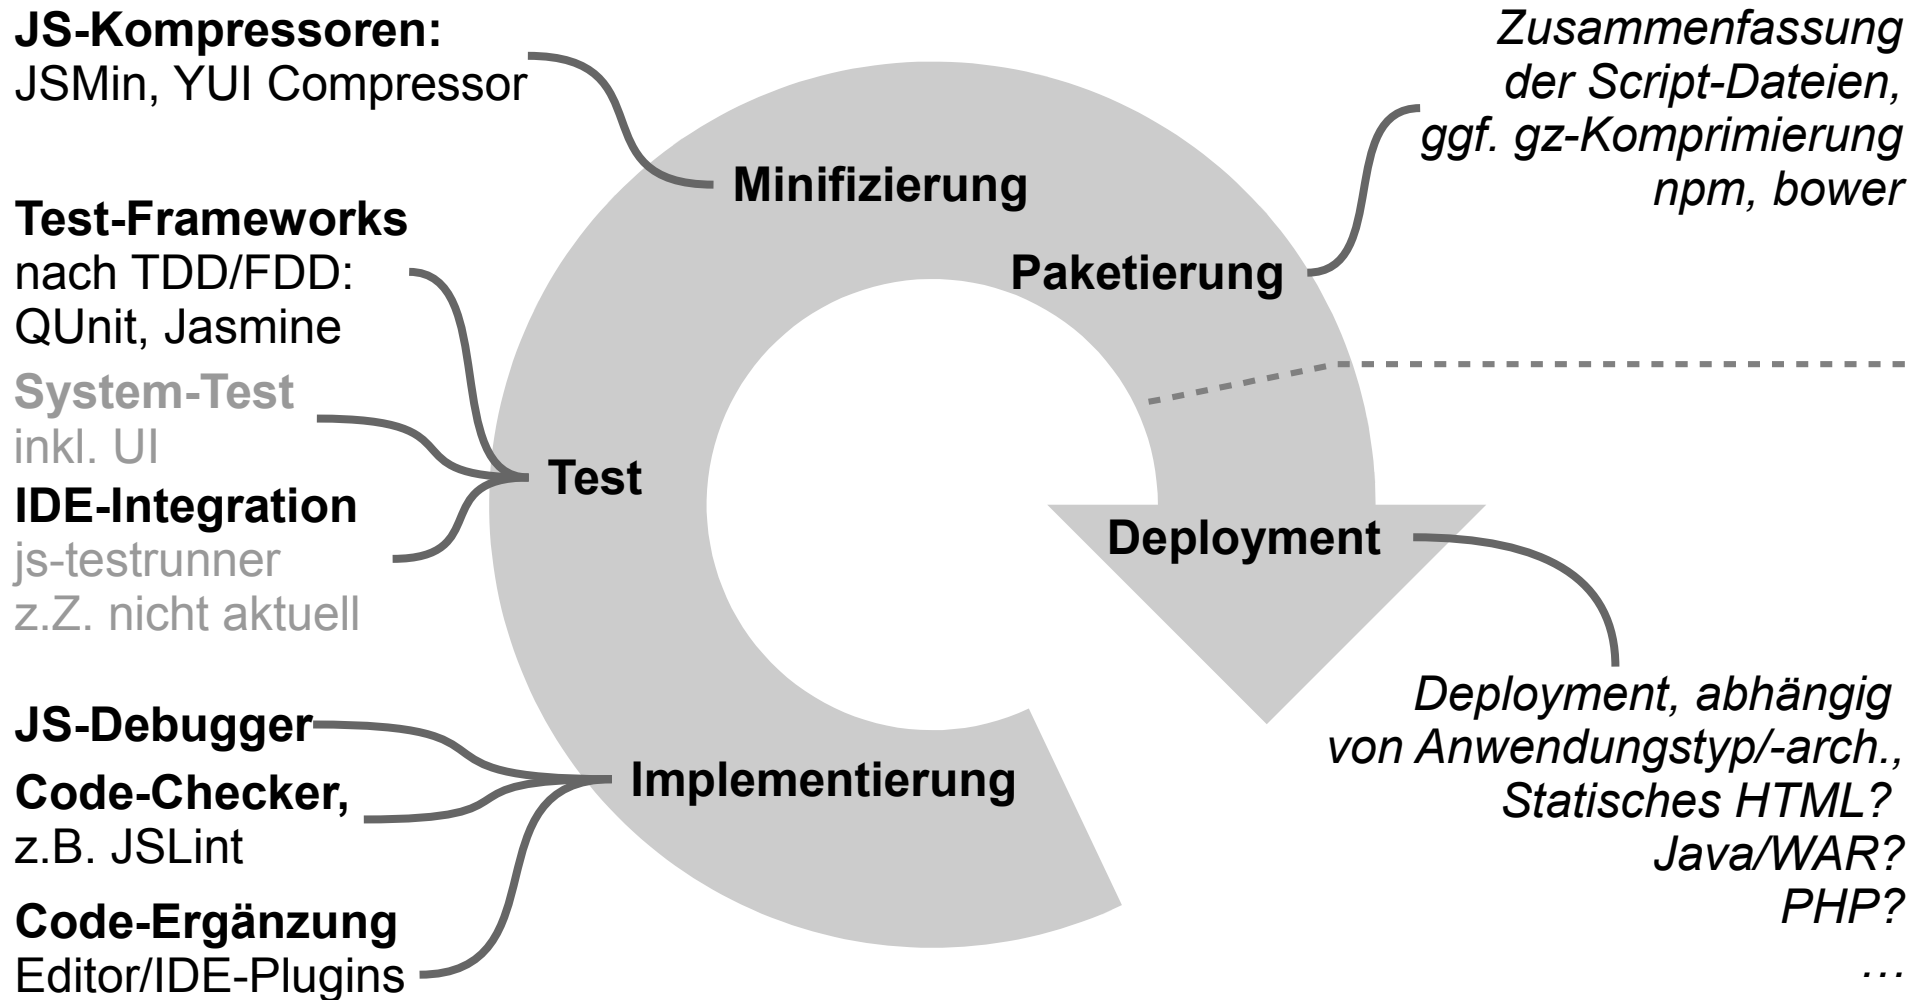 JS-Kompressoren:
JSMin, YUI Compressor
Zusammenfassung
der Script-Dateien,
ggf. gz-Komprimierung
npm, bower
Minifizierung
Test-Frameworks
nach TDD/FDD:
QUnit, Jasmine
Paketierung
System-Test
inkl. UI
Test
IDE-Integration
js-testrunner
z.Z. nicht aktuell
Deployment
JS-Debugger
Code-Checker,
z.B. JSLint
Implementierung
Code-Ergänzung
Editor/IDE-Plugins
Deployment, abhängig
von Anwendungstyp/-arch.,
Statisches HTML?
Java/WAR?
PHP?
…